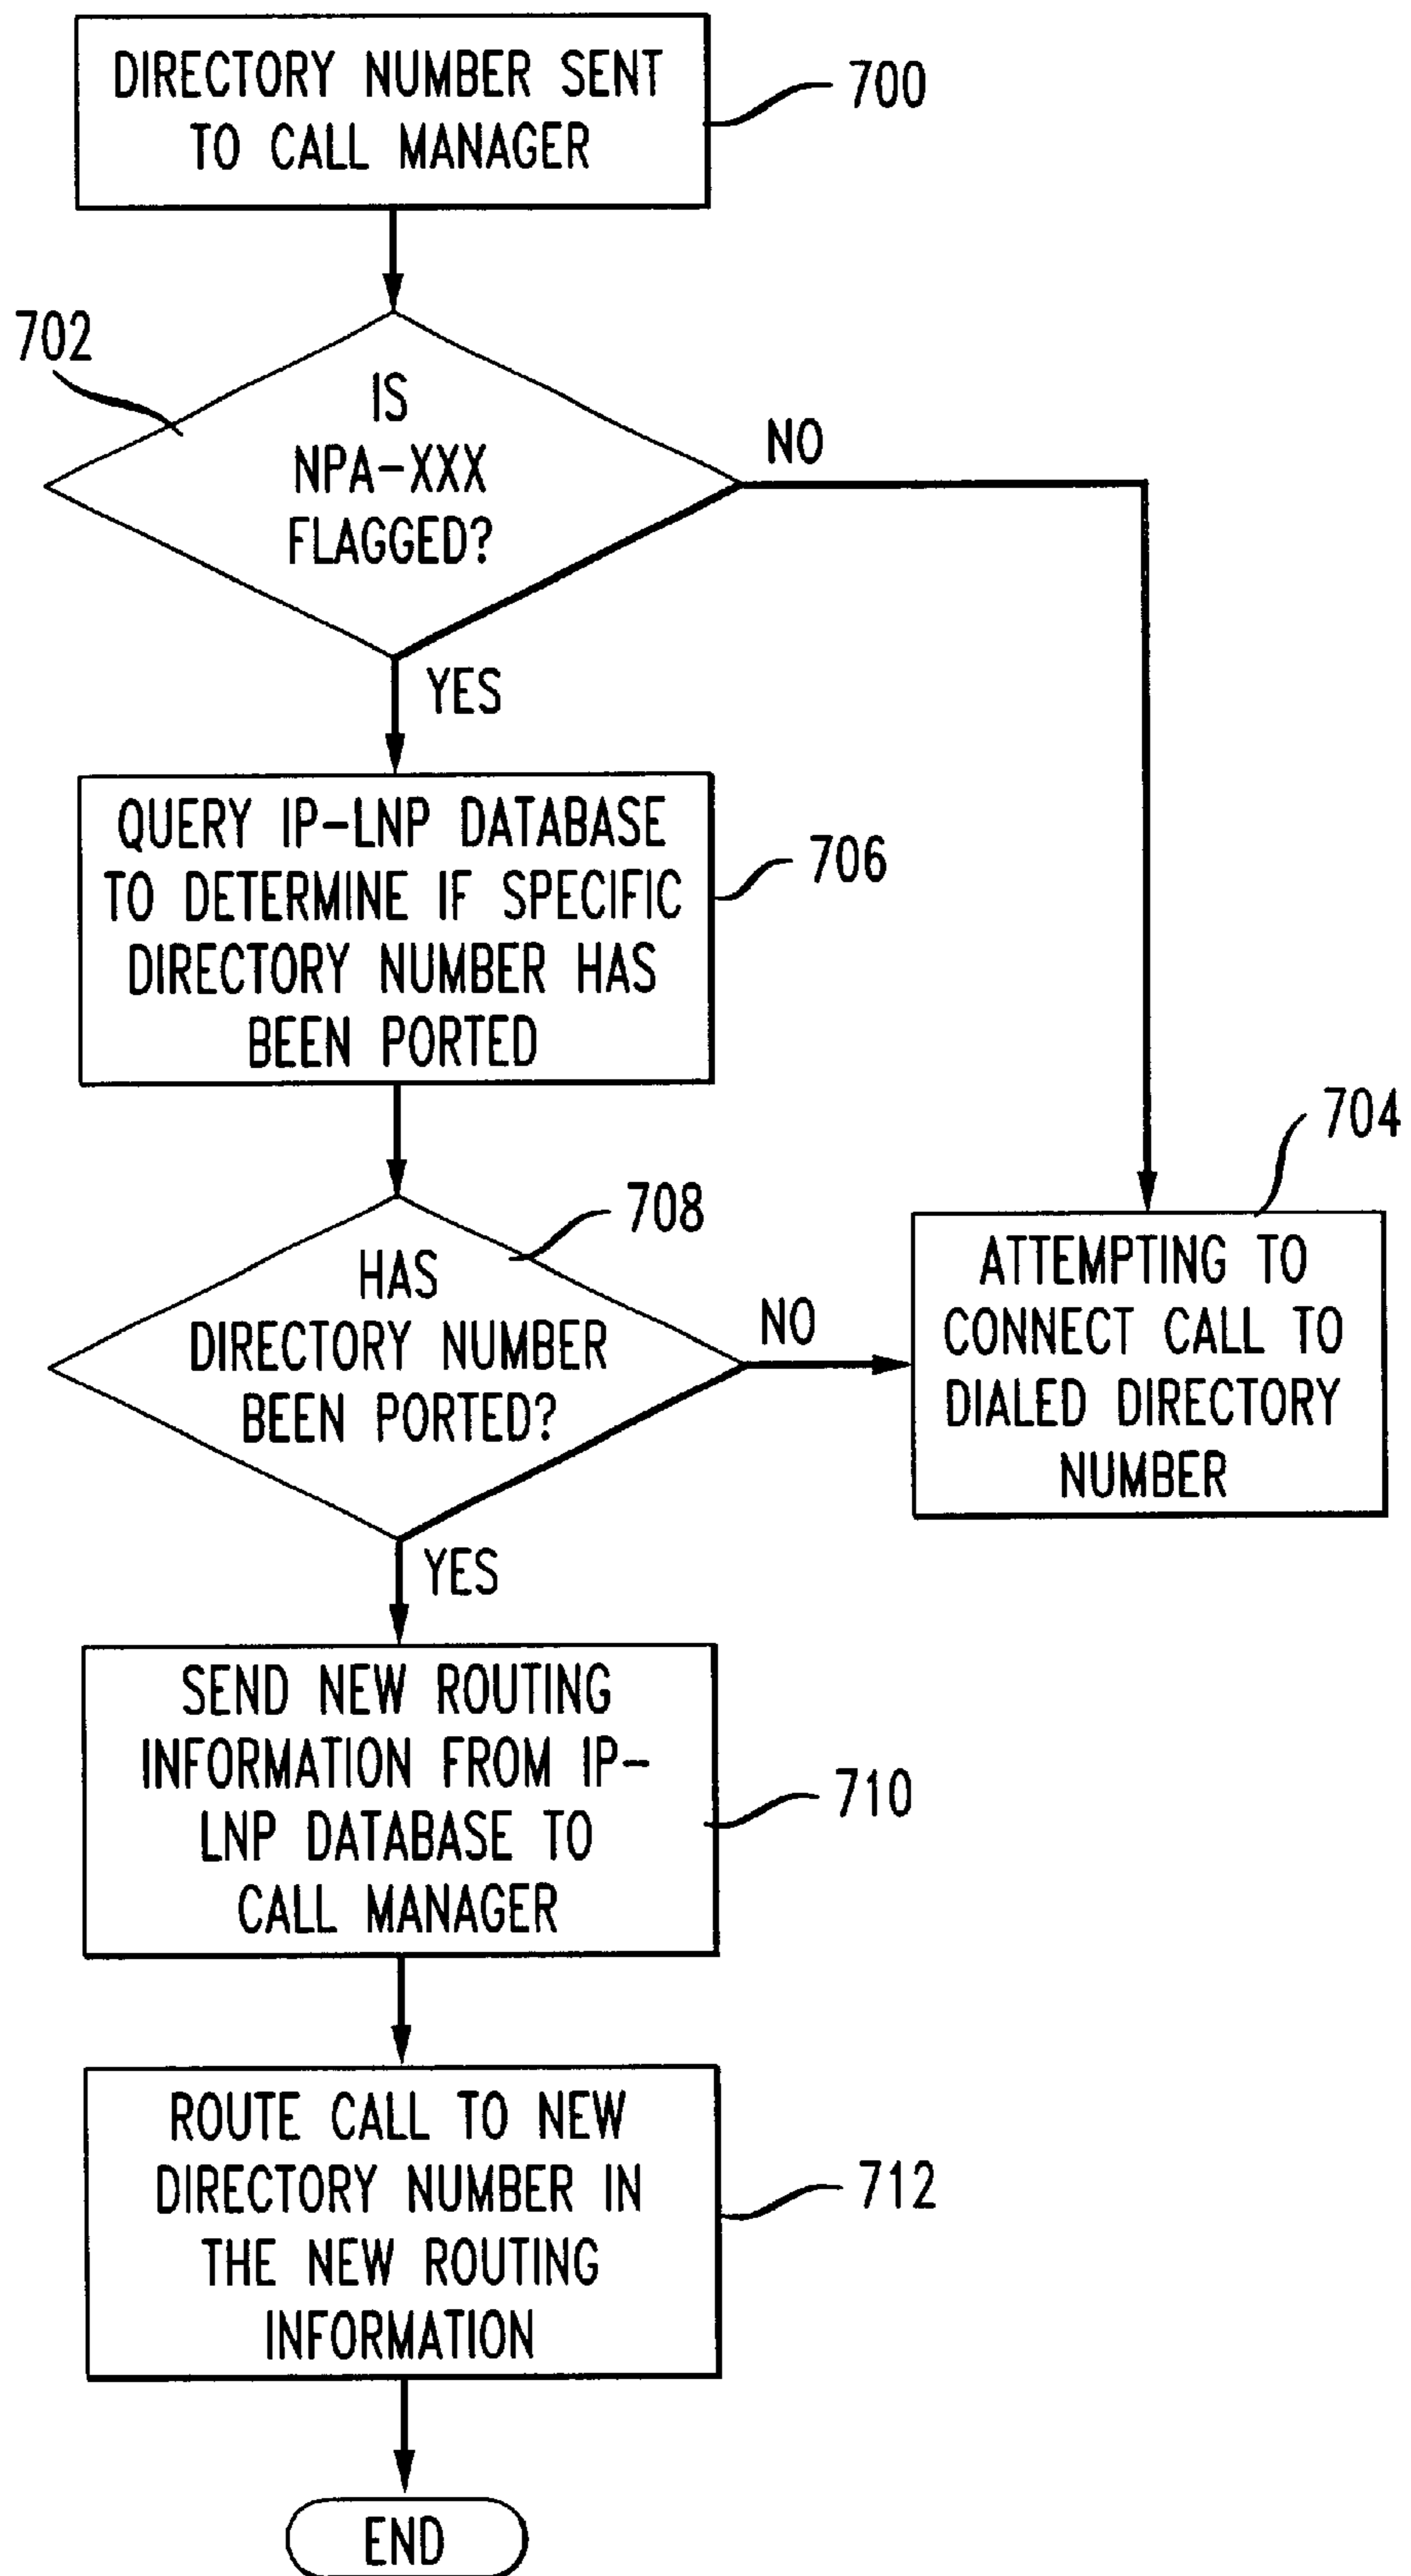 DIRECTORY NUMBER SENT
TO CALL MANAGER
700
702
IS
NPA-XXX
FLAGGED?
NO
YES
QUERY IP-LNP DATABASE
TO DETERMINE IF SPECIFIC
DIRECTORY NUMBER HAS
BEEN PORTED
706
704
708
HAS
DIRECTORY NUMBER
BEEN PORTED?
NO
ATTEMPTING TO
CONNECT CALL TO
DIALED DIRECTORY
NUMBER
YES
SEND NEW ROUTING
INFORMATION FROM IP-
LNP DATABASE TO
CALL MANAGER
710
ROUTE CALL TO NEW
DIRECTORY NUMBER IN
THE NEW ROUTING
INFORMATION
712
END